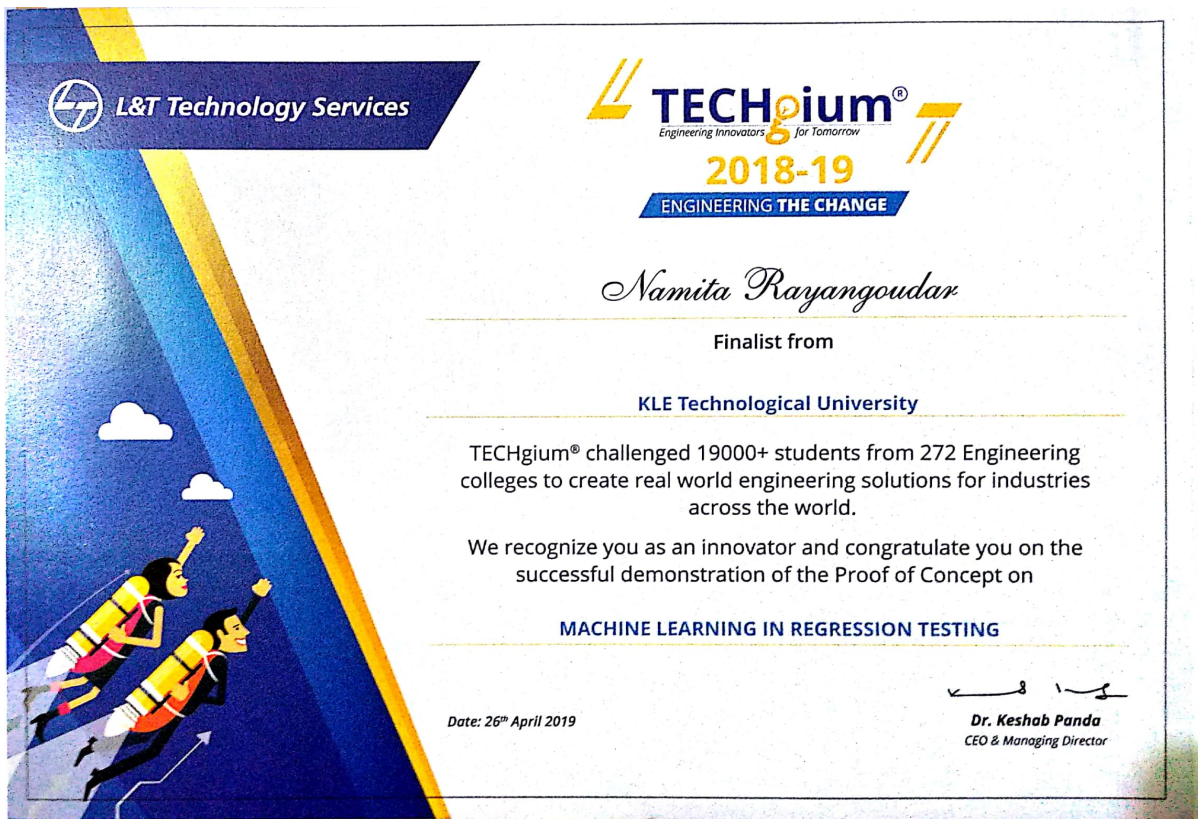 L&T Technology Services
TECHgium®
Engineering Innovators for Tomorrow
2018-19
ENGINEERING THE CHANGE
Namita Rayangoudar
Finalist from
KLE Technological University
TECHgium® challenged 19000+ students from 272 Engineering
colleges to create real world engineering solutions for industries
across the world.
We recognize you as an innovator and congratulate you on the
successful demonstration of the Proof of Concept on
MACHINE LEARNING IN REGRESSION TESTING
Date: 26th April 2019
Dr. Keshab Panda
CEO & Managing Director